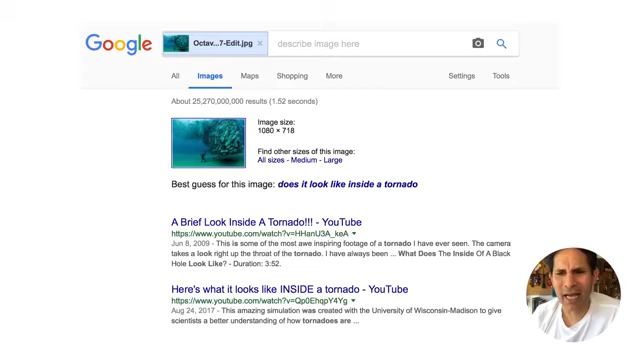 Google
Octav...7-Edit.jpg × describe image here
All Images Maps Shopping More Settings Tools
About 25,270,000,000 results (1.52 seconds)
Image size:
1080 × 718
Find other sizes of this image:
All sizes - Medium - Large
Best guess for this image: does it look like inside a tornado
A Brief Look Inside A Tornado!!! - YouTube
https://www.youtube.com/watch?v=HHanU3A_keA
Jun 8, 2009 - This is some of the most awe inspiring footage of a tornado I have ever seen. The camera
takes a look right up the throat of the tornado. I have always been ... What Does The Inside Of A Black
Hole Look Like? - Duration: 3:52.
Here's what it looks like INSIDE a tornado - YouTube
https://www.youtube.com/watch?v=Qp0EhqpY4Yg
Aug 24, 2017 - This amazing simulation was created with the University of Wisconsin-Madison to give
scientists a better understanding of how tornadoes are ...